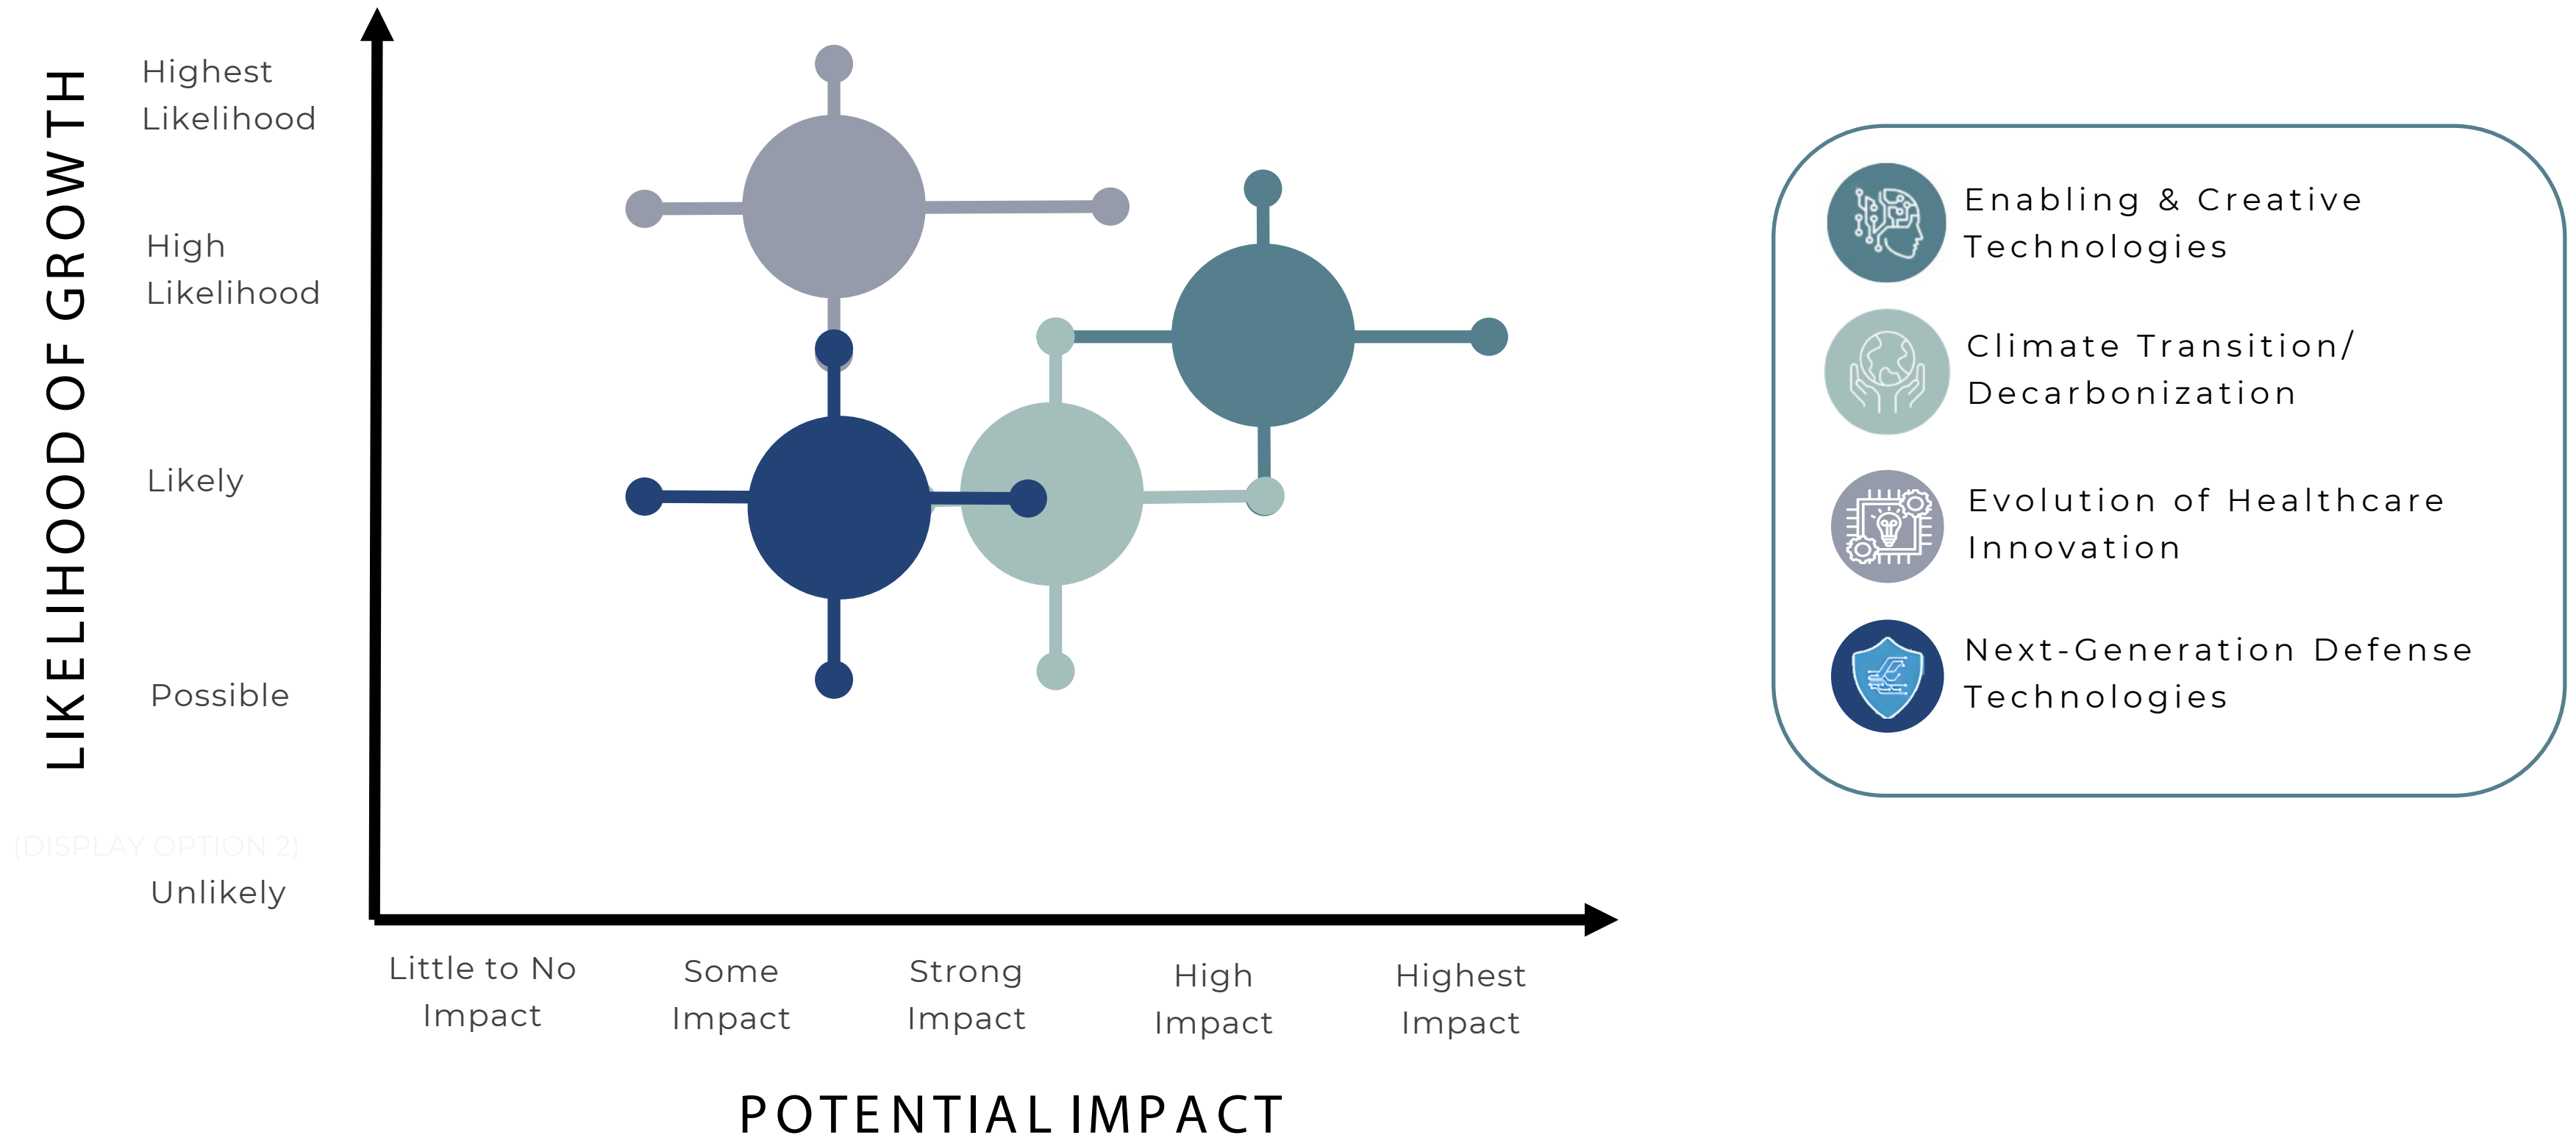 LIKELIHOOD OF GROWTH
Highest
Likelihood
High
Likelihood
Likely
Possible
(DISPLAY OPTION 2)
Unlikely
Little to No
Impact
Some
Impact
Strong
Impact
High
Impact
Highest
Impact
POTENTIAL IMPACT
Enabling & Creative
Technologies
Climate Transition/
Decarbonization
Evolution of Healthcare
Innovation
Next-Generation Defense
Technologies